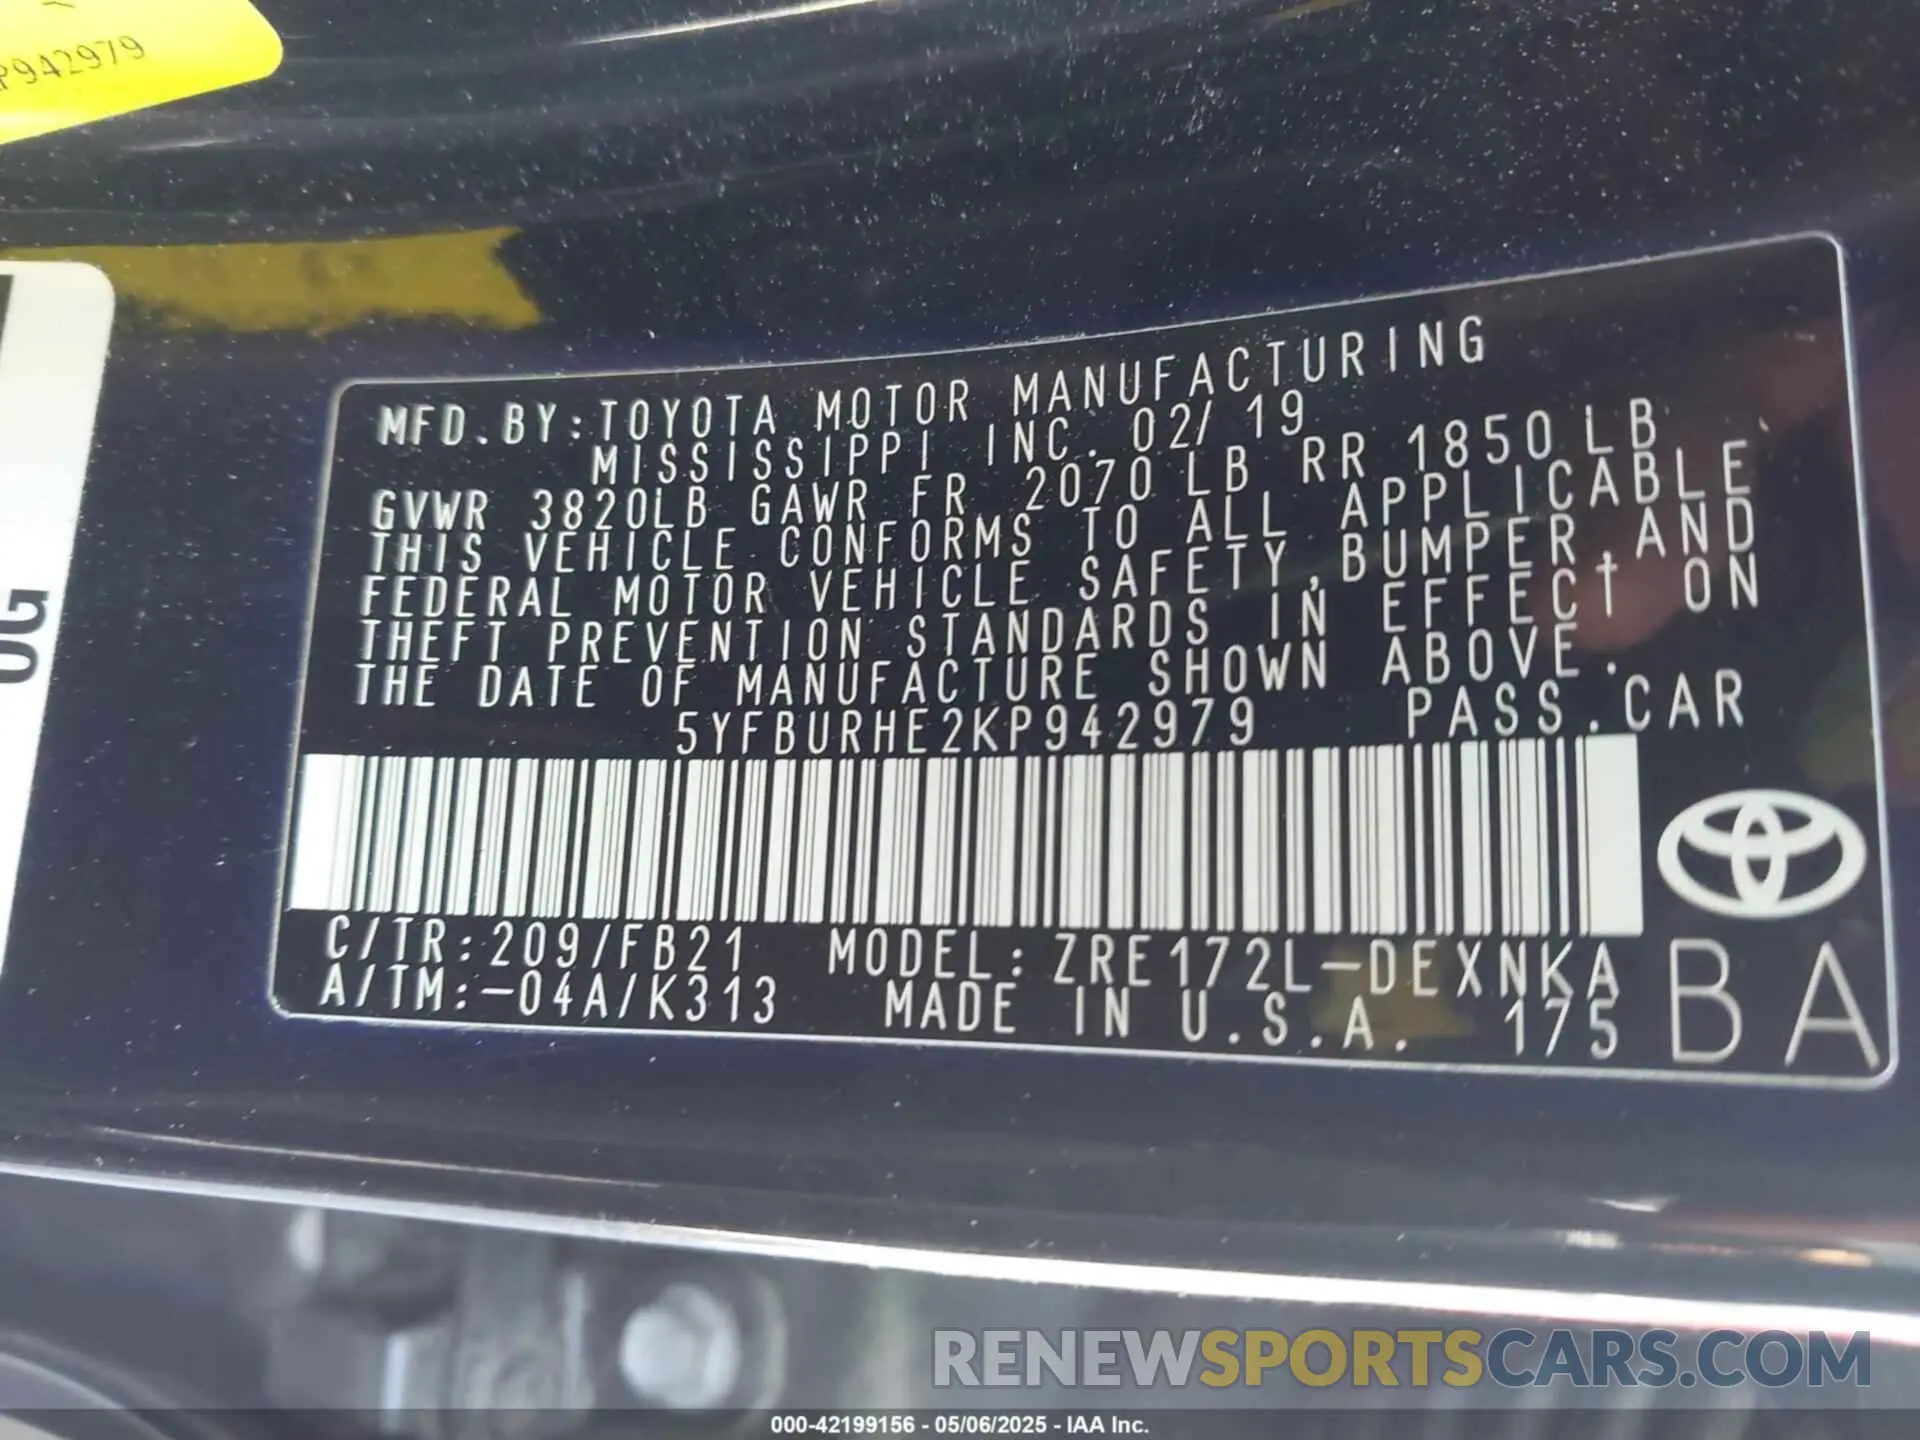 P942979
0G
MFD.BY:TOYOTA MOTOR MANUFACTURING
MISSISSIPPI INC. 02/ 19
GVWR 3820LB GAWR FR 2070 LB RR 1850 LB
THIS VEHICLE CONFORMS TO ALL APPLICABLE
FEDERAL MOTOR VEHICLE SAFETY,BUMPER,AND
THEFT PREVENTION STANDARDS IN EFFECT ON
THE DATE OF MANUFACTURE SHOWN ABOVE.
5YFBURHE2KP942979 PASS.CAR
C/TR:209/FB21 MODEL:ZRE172L-DEXNKA
A/TM:-04A/K313 MADE IN U.S.A. 175
BA
RENEWSPORTSCARS.COM
000-42199156 - 05/06/2025 - IAA Inc.